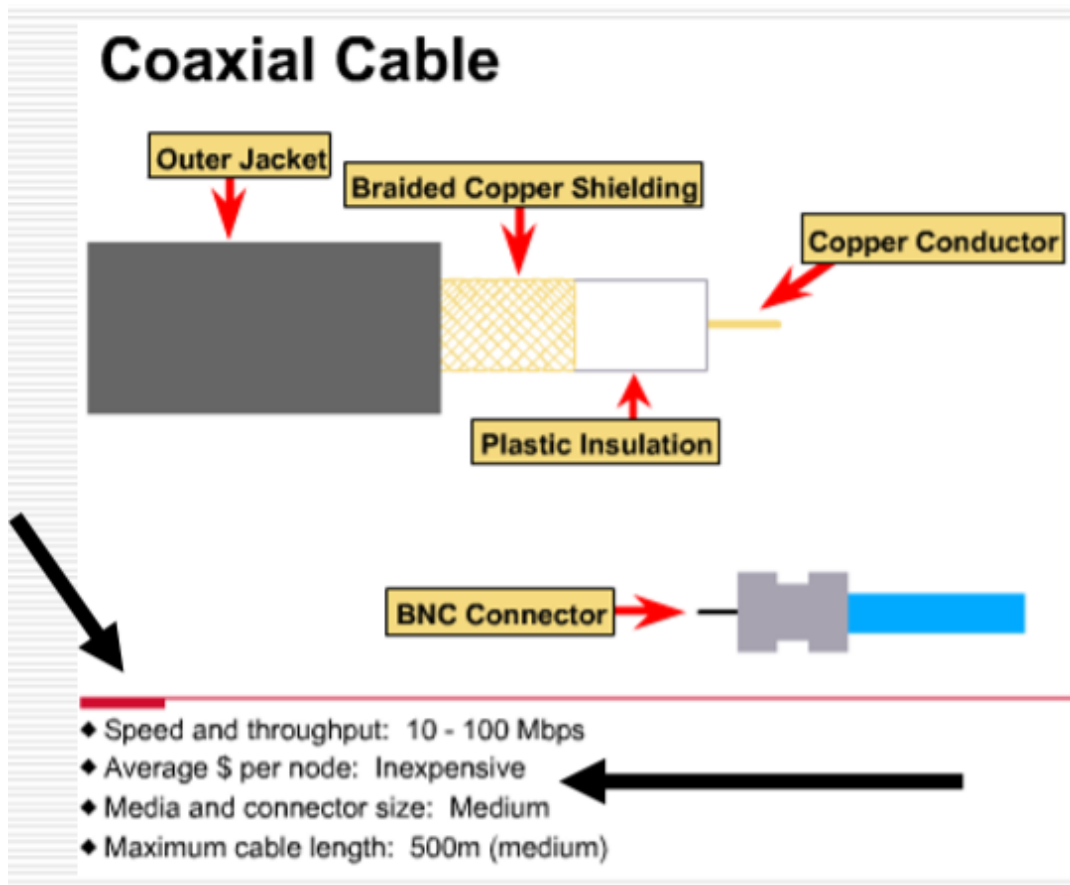 Coaxial Cable
Outer Jacket
Braided Copper Shielding
Copper Conductor
Plastic Insulation
BNC Connector
◆ Speed and throughput: 10 - 100 Mbps
◆ Average $ per node: Inexpensive
◆ Media and connector size: Medium
◆ Maximum cable length: 500m (medium)